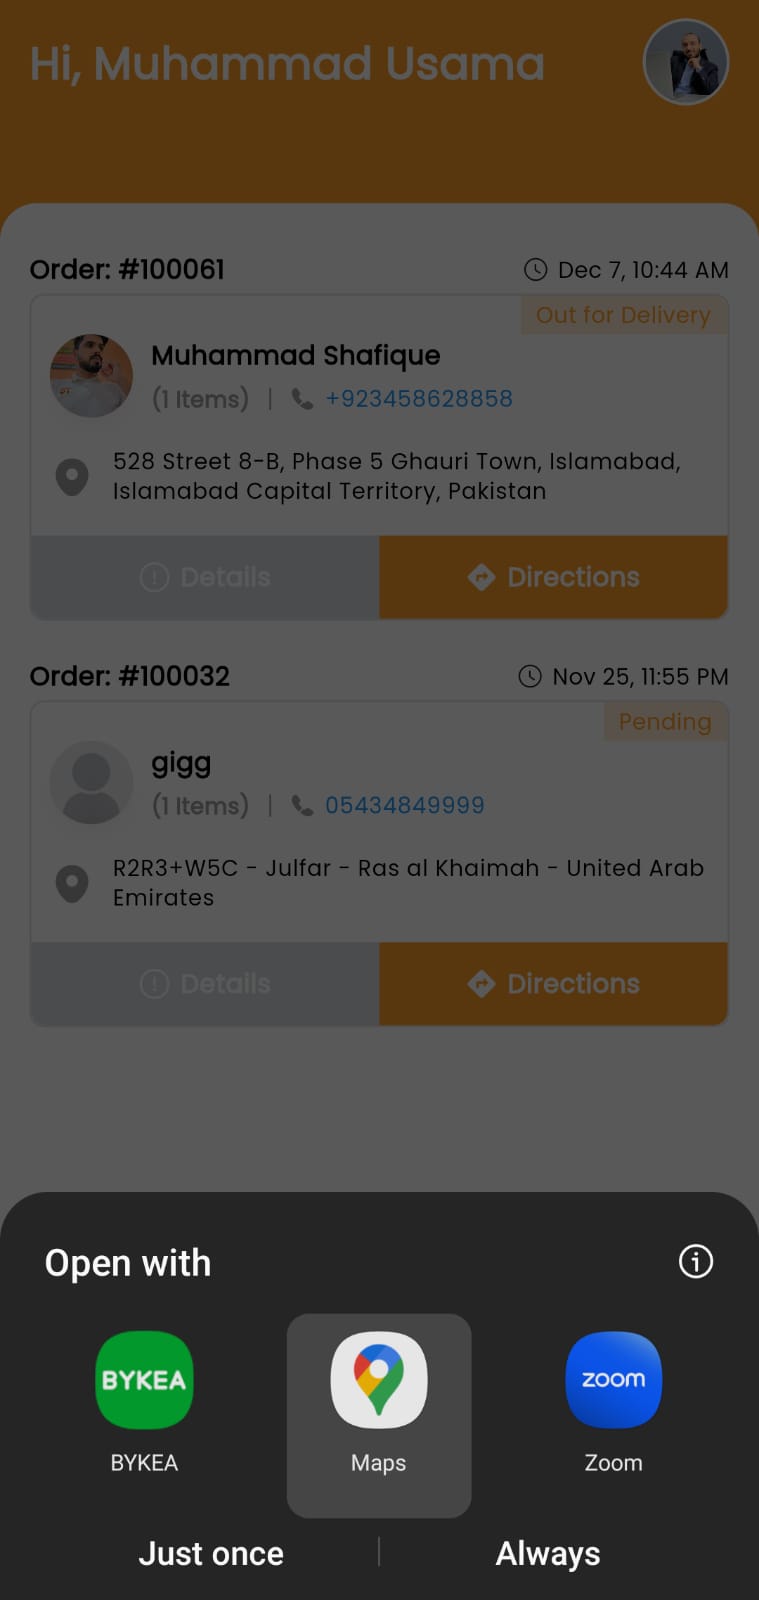 Hi, Muhammad Usama
Order: #100061
Dec 7, 10:44 AM
Out for Delivery
Muhammad Shafique
(1 Items) | +923458628858
528 Street 8-B, Phase 5 Ghauri Town, Islamabad,
Islamabad Capital Territory, Pakistan
Details
Directions
Order: #100032
Nov 25, 11:55 PM
Pending
gigg
(1 Items) | 05434849999
R2R3+W5C - Julfar - Ras al Khaimah - United Arab
Emirates
Details
Directions
Open with
BYKEA
BYKEA
Maps
zoom
Zoom
Just once
Always